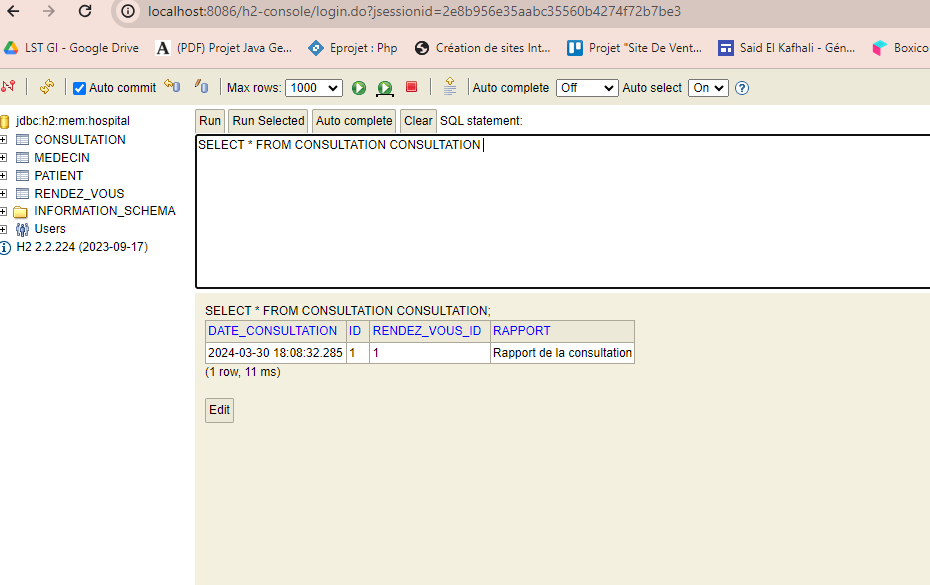 localhost:8086/h2-console/login.do?jsessionid=2e8b956e35aabc35560b4274f72b7be3
LST GI - Google Drive (PDF) Projet Java Ge... Eprojet : Php Création de sites Int... Projet "Site De Vent... Said El Kafhali - Gén... Boxico
Auto commit Max rows: 1000 Auto complete Off Auto select On
jdbc:h2:mem:hospital
CONSULTATION
MEDECIN
PATIENT
RENDEZ_VOUS
INFORMATION_SCHEMA
Users
H2 2.2.224 (2023-09-17)
Run Run Selected Auto complete Clear SQL statement:
SELECT * FROM CONSULTATION CONSULTATION
SELECT * FROM CONSULTATION CONSULTATION;
DATE_CONSULTATION ID RENDEZ_VOUS_ID RAPPORT
2024-03-30 18:08:32.285 1 1 Rapport de la consultation
(1 row, 11 ms)
Edit